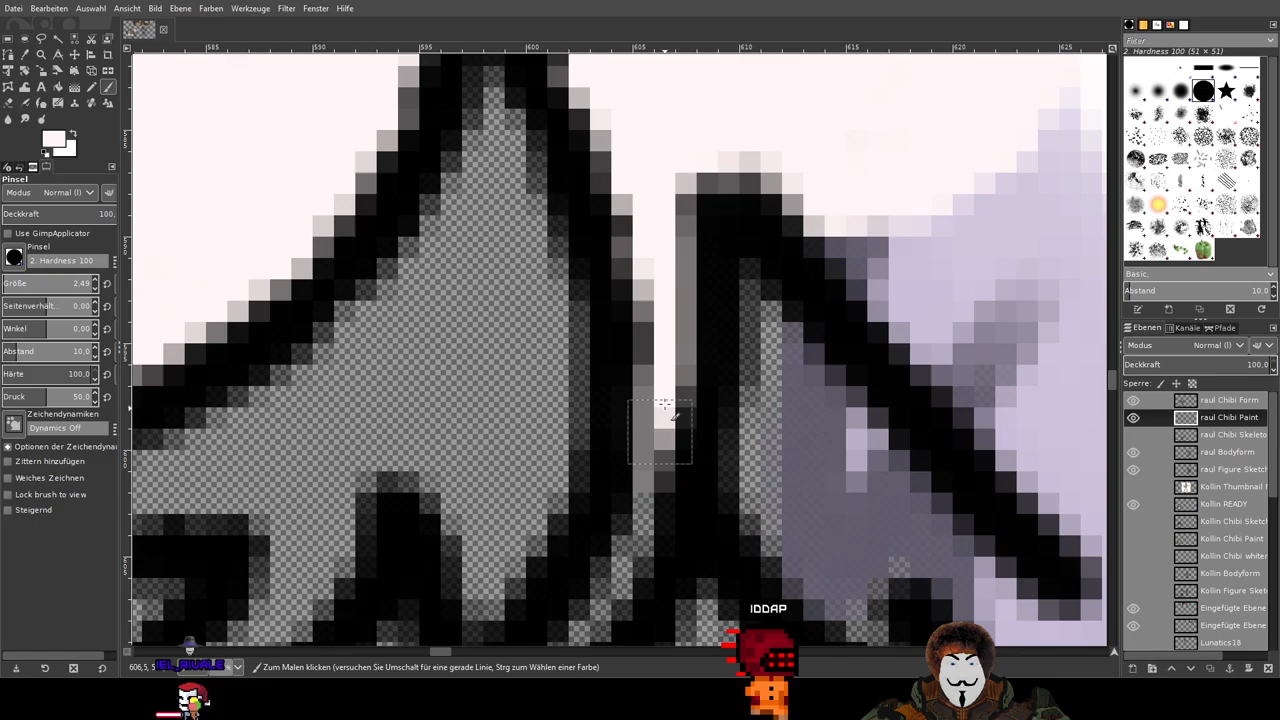 Datei Bearbeiten Auswahl Ansicht Bild Ebene Farben Werkzeuge Filter Fenster Hilfe
585 590 595 600 605 610 615 620 625
Filter
2. Hardness 100 (51 × 51)
Pinsel
Modus Normal (l)
Deckkraft 100,
Use GimpApplicator
Pinsel
2. Hardness 100
Größe 2,49
Seitenverhält... 0,00
Winkel 0,00
Abstand 10,0
Härte 100,0
Druck 50,0
Zeichendynamiken
Dynamics Off
Optionen der Zeichendynai
Zittern hinzufügen
Weiches Zeichnen
Lock brush to view
Steigernd
Basic,
Abstand 10,0
Ebenen Kanäle Pfade
Modus Normal (l)
Deckkraft 100,0
Sperre:
raul Chibi Form
raul Chibi Paint
raul Chibi Skeleto
raul Bodyform
raul Figure Sketch
Kollin Thumbnail F
Kollin READY
Kollin Chibi Sketch
Kollin Chibi Paint
Kollin Chibi whiter
Kollin Bodyform
Kollin Figure Sket
Eingefügte Ebene
Eingefügte Ebene
Lunatics18
IDDAP
Zum Malen klicken (versuchen Sie Umschalt für eine gerade Linie, Strg zum Wählen einer Farbe)